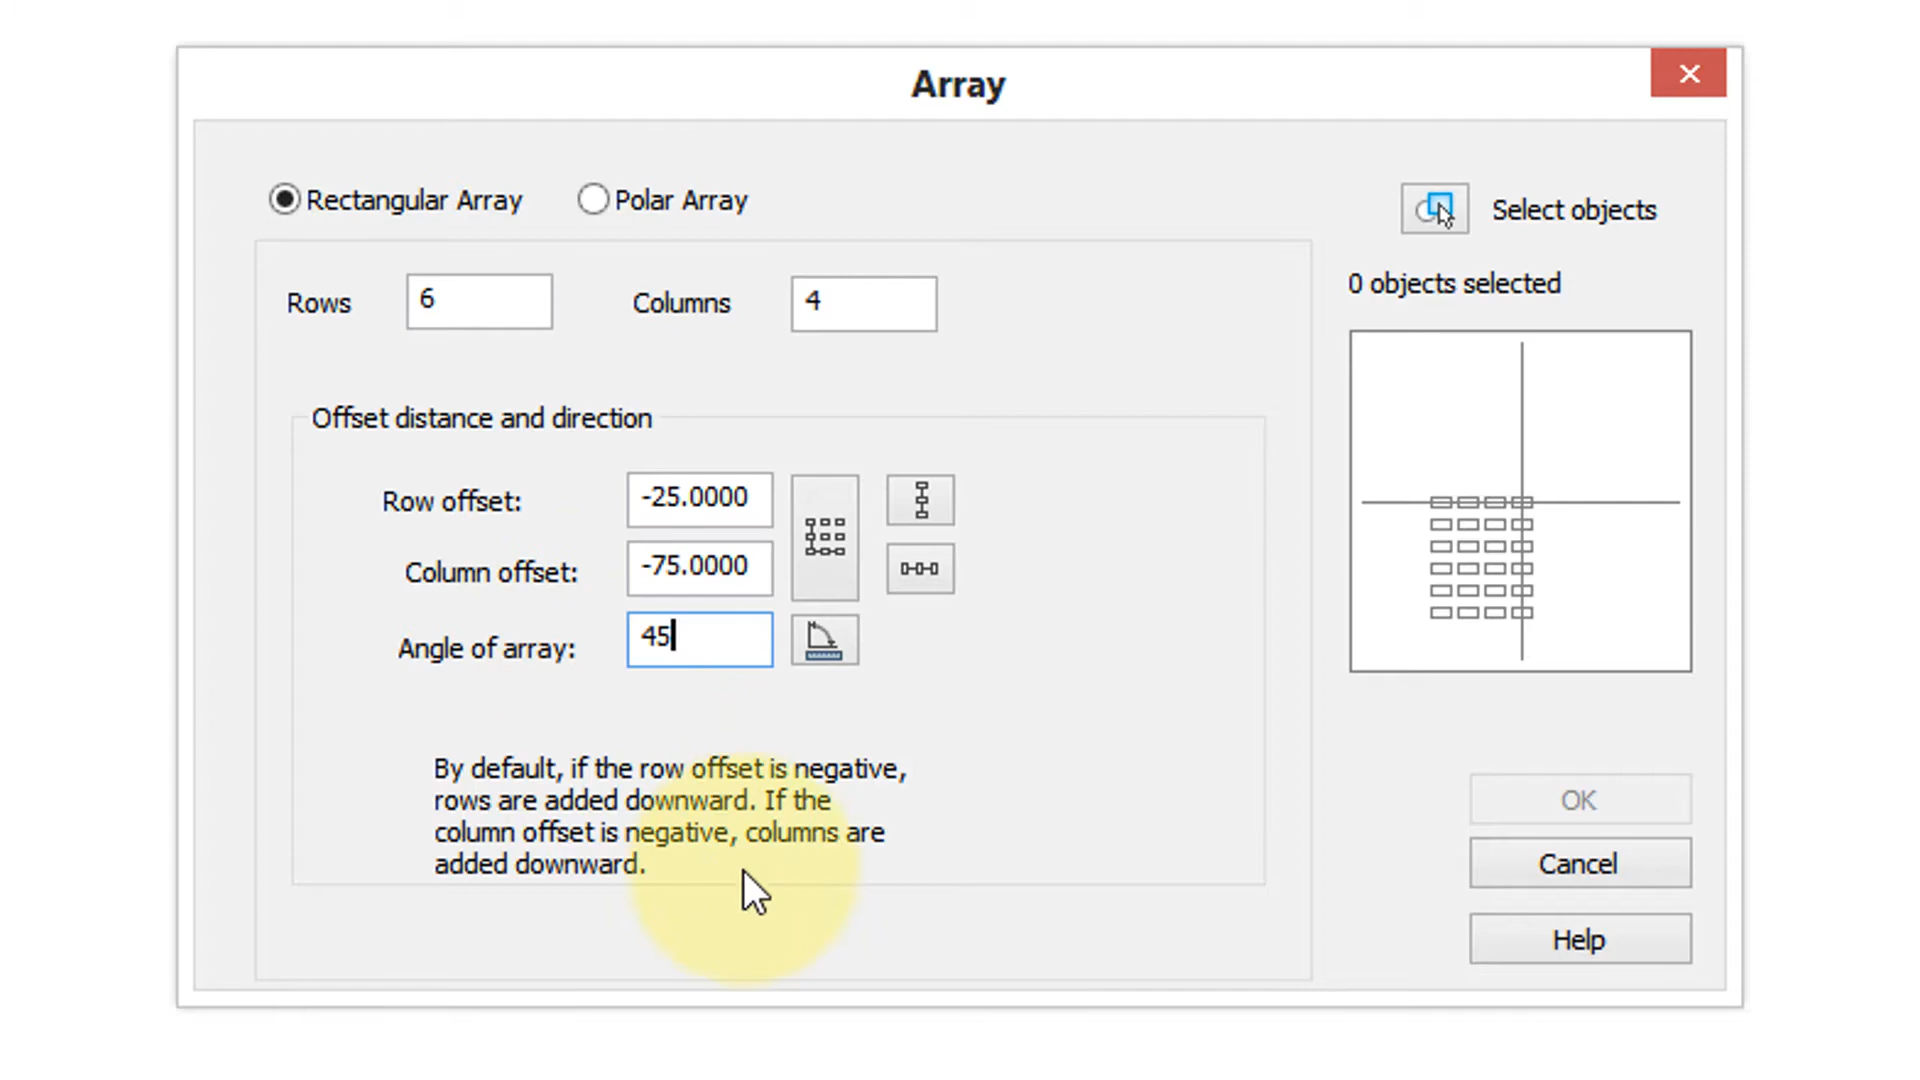 Array
Rectangular Array Polar Array
Select objects
0 objects selected
Rows 6 Columns 4
Offset distance and direction
Row offset: -25.0000
Column offset: -75.0000
Angle of array: 45
By default, if the row offset is negative,
rows are added downward. If the
column offset is negative, columns are
added downward.
OK
Cancel
Help